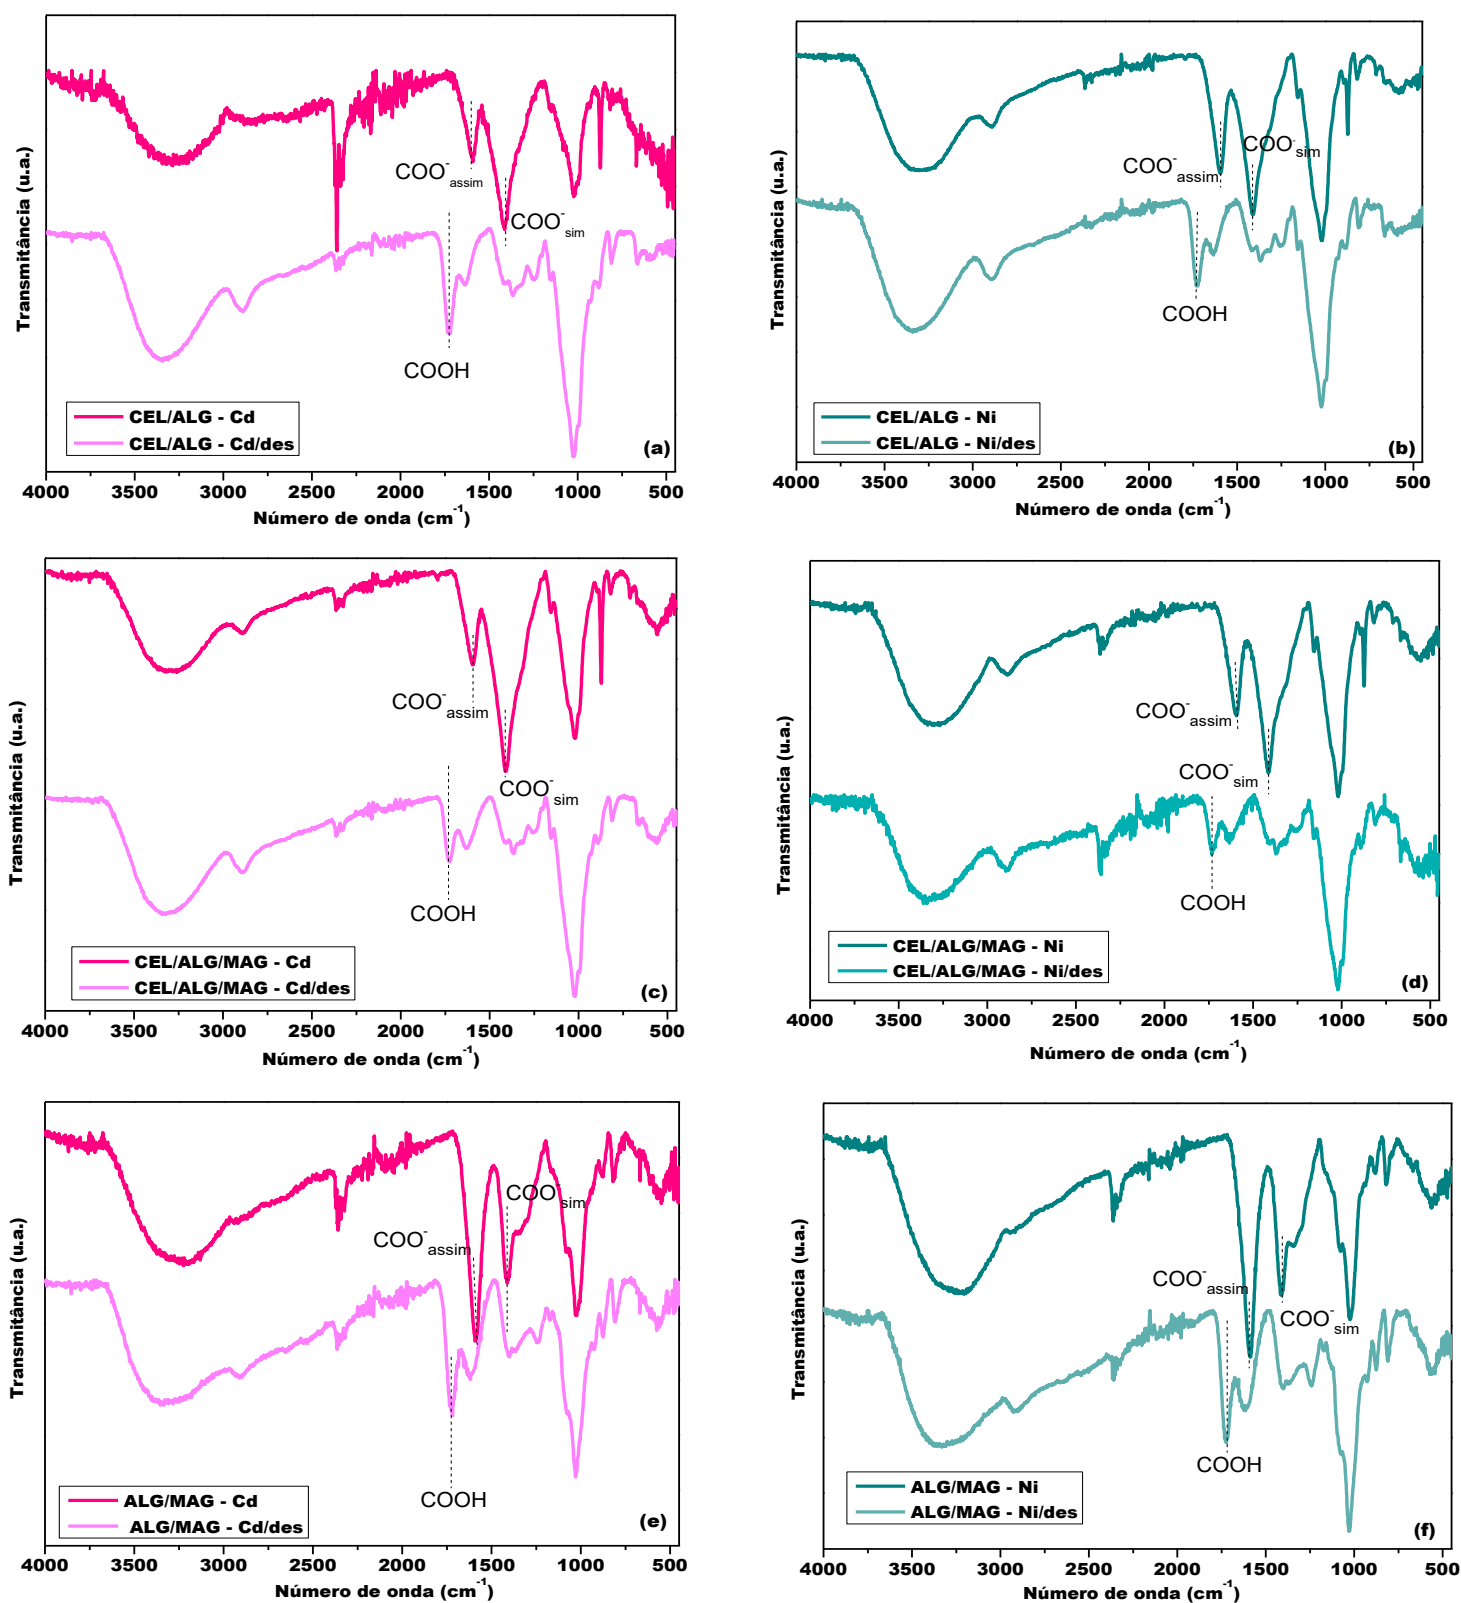 Transmitância (u.a.)
COO⁻assim
COO⁻sim
COOH
CEL/ALG - Cd
CEL/ALG - Cd/des
(a)
4000 3500 3000 2500 2000 1500 1000 500
Número de onda (cm⁻¹)
Transmitância (u.a.)
COO⁻sim
COO⁻assim
COOH
CEL/ALG - Ni
CEL/ALG - Ni/des
(b)
4000 3500 3000 2500 2000 1500 1000 500
Número de onda (cm⁻¹)
Transmitância (u.a.)
COO⁻assim
COO⁻sim
COOH
CEL/ALG/MAG - Cd
CEL/ALG/MAG - Cd/des
(c)
4000 3500 3000 2500 2000 1500 1000 500
Número de onda (cm⁻¹)
Transmitância (u.a.)
COO⁻assim
COO⁻sim
COOH
CEL/ALG/MAG - Ni
CEL/ALG/MAG - Ni/des
(d)
4000 3500 3000 2500 2000 1500 1000 500
Número de onda (cm⁻¹)
Transmitância (u.a.)
COO⁻sim
COO⁻assim
COOH
ALG/MAG - Cd
ALG/MAG - Cd/des
(e)
4000 3500 3000 2500 2000 1500 1000 500
Número de onda (cm⁻¹)
Transmitância (u.a.)
COO⁻assim
COO⁻sim
COOH
ALG/MAG - Ni
ALG/MAG - Ni/des
(f)
4000 3500 3000 2500 2000 1500 1000 500
Número de onda (cm⁻¹)